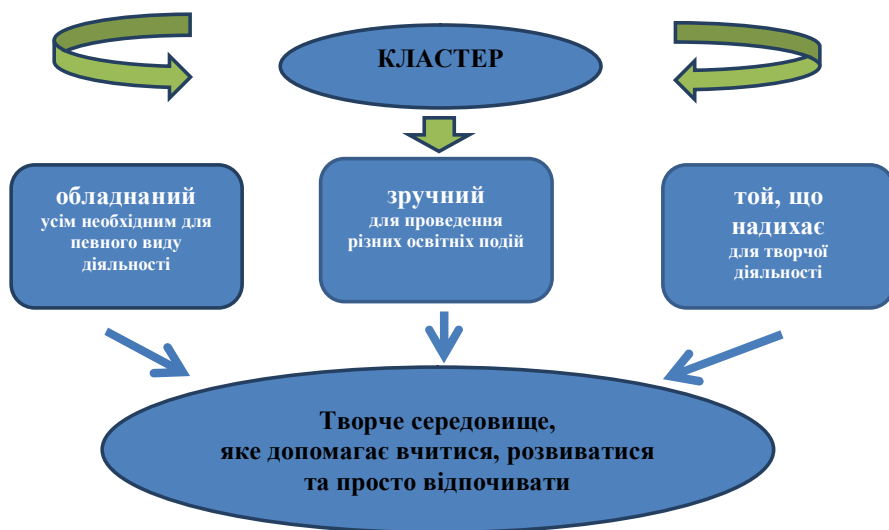 КЛАСТЕР
обладнаний
усім необхідним для
певного виду
діяльності
зручний
для проведення
різних освітніх подій
той, що
надихає
для творчої
діяльності
Творче середовище,
яке допомагає вчитися, розвиватися
та просто відпочивати